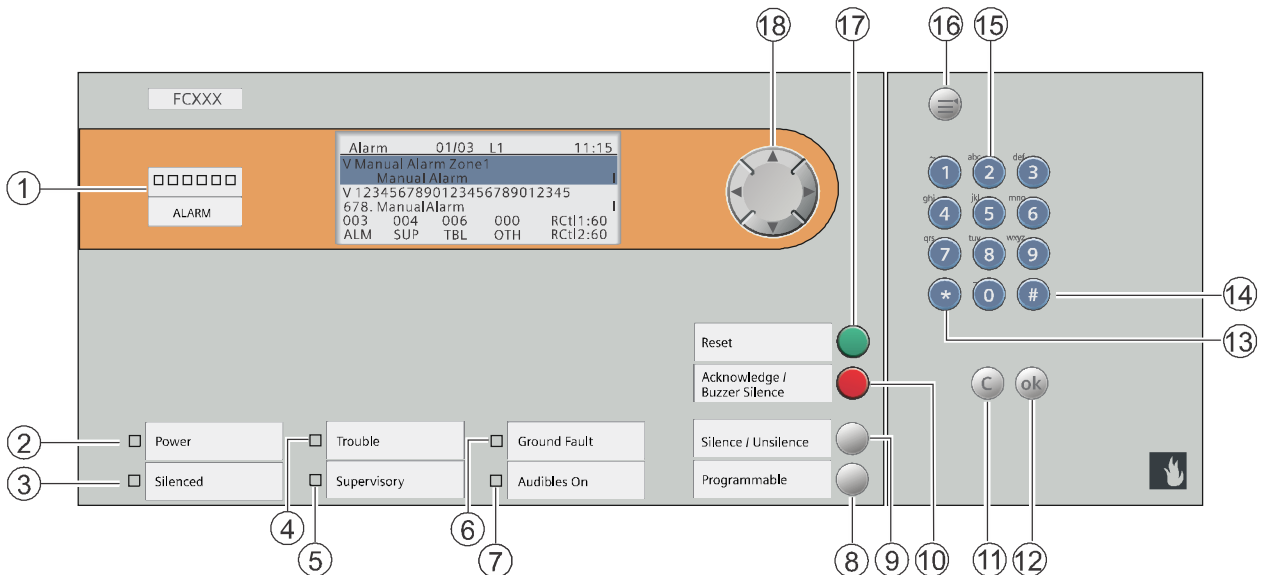 18
17
16
15
FCXXX
Alarm 01/03 L1 11:15
V Manual Alarm Zone1
Manual Alarm I
V 1234567890123456789012345
678. ManualAlarm I
003 004 006 000 RCtl1:60
ALM SUP TBL OTH RCtl2:60
1
ALARM
abc def
1 2 3
ghi jkl mno
4 5 6
qrs tuv wxyz
7 8 9
* 0 #
14
13
Reset
Acknowledge /
Buzzer Silence
C ok
2
Power
Trouble
Ground Fault
Silence / Unsilence
3
Silenced
Supervisory
Audibles On
Programmable
4
5
6
7
8
9
10
11
12